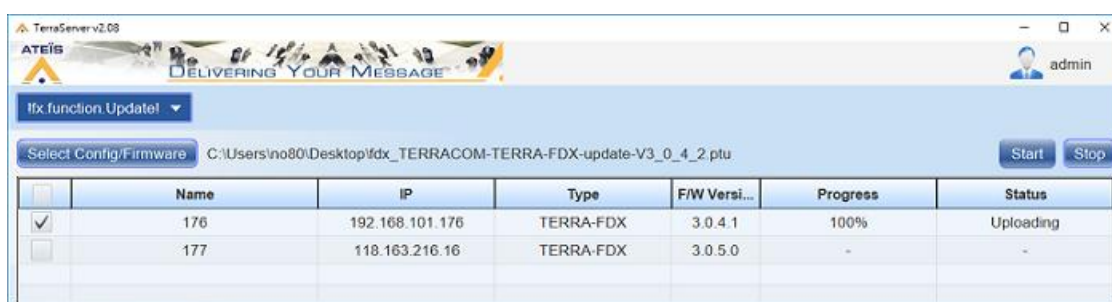 TerraServer v2.08
ATEÏS
DELIVERING YOUR MESSAGE
admin
!fx.function.Update!
Select Config/Firmware C:\Users\no80\Desktop\fdx_TERRACOM-TERRA-FDX-update-V3_0_4_2.ptu Start Stop
Name IP Type F/W Versi... Progress Status
176 192.168.101.176 TERRA-FDX 3.0.4.1 100% Uploading
177 118.163.216.16 TERRA-FDX 3.0.5.0 - -